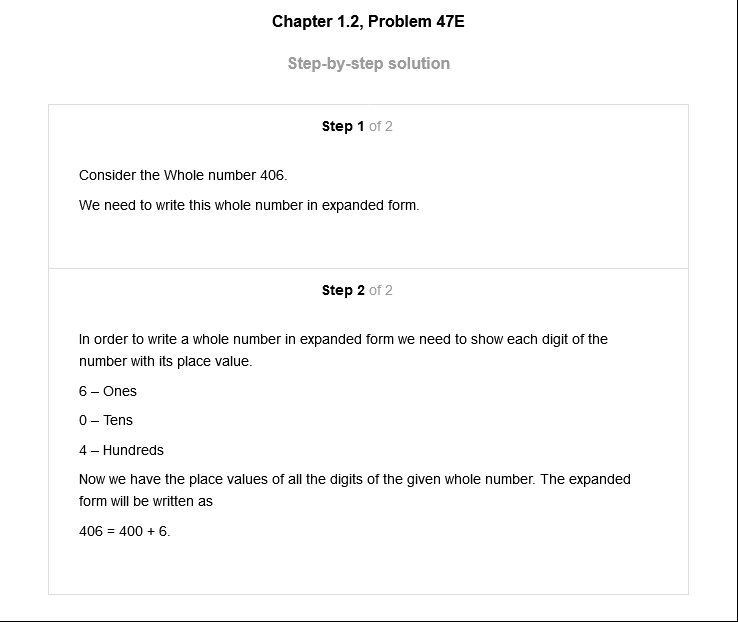 Chapter 1.2, Problem 47E
Step-by-step solution
Step 1 of 2
Consider the Whole number 406.
We need to write this whole number in expanded form.
Step 2 of 2
In order to write a whole number in expanded form we need to show each digit of the
number with its place value.
6 – Ones
0 – Tens
4 – Hundreds
Now we have the place values of all the digits of the given whole number. The expanded
form will be written as
406 = 400 + 6.